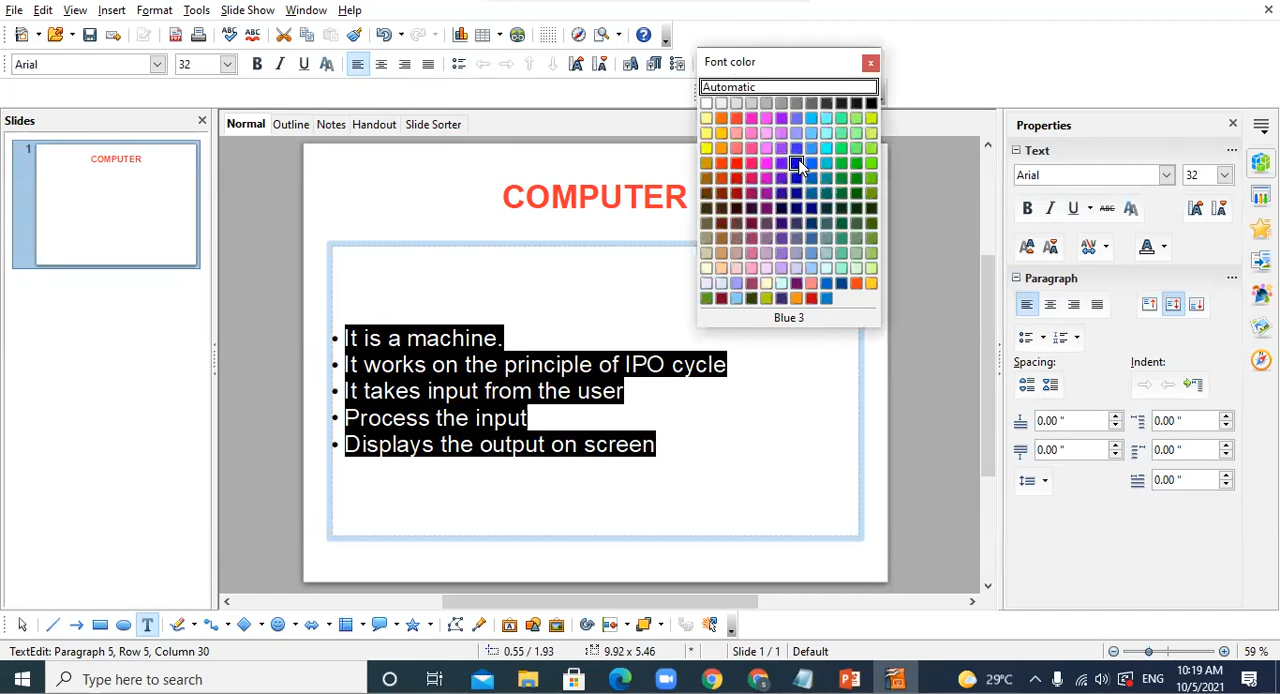 File Edit View Insert Format Tools Slide Show Window Help
Arial 32
Slides
Normal Outline Notes Handout Slide Sorter
1
COMPUTER
COMPUTER
• It is a machine.
• It works on the principle of IPO cycle
• It takes input from the user
• Process the input
• Displays the output on screen
Font color
Automatic
Blue 3
Properties
Text
Arial 32
Paragraph
Spacing: Indent:
0.00 " 0.00 "
0.00 " 0.00 "
0.00 "
TextEdit: Paragraph 5, Row 5, Column 30 0.55 / 1.93 9.92 x 5.46 * Slide 1 / 1 Default 59 %
Type here to search
29°C ENG 10:19 AM
10/5/2021